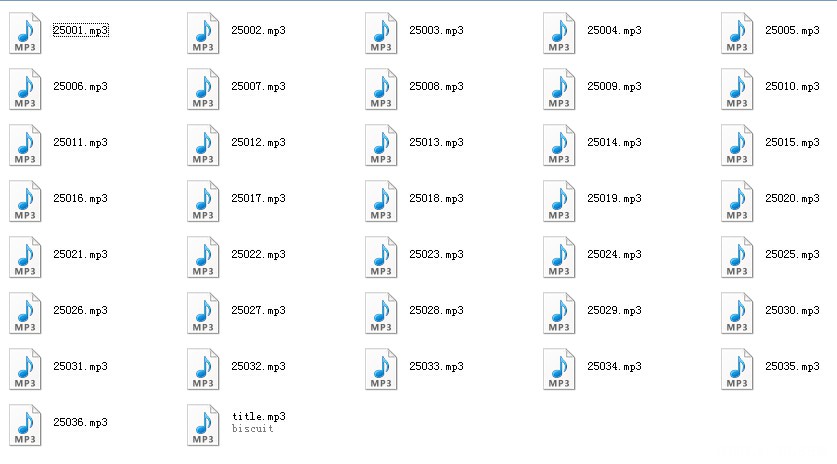 25001.mp3 25002.mp3 25003.mp3 25004.mp3 25005.mp3
MP3 MP3 MP3 MP3 MP3
25006.mp3 25007.mp3 25008.mp3 25009.mp3 25010.mp3
MP3 MP3 MP3 MP3 MP3
25011.mp3 25012.mp3 25013.mp3 25014.mp3 25015.mp3
MP3 MP3 MP3 MP3 MP3
25016.mp3 25017.mp3 25018.mp3 25019.mp3 25020.mp3
MP3 MP3 MP3 MP3 MP3
25021.mp3 25022.mp3 25023.mp3 25024.mp3 25025.mp3
MP3 MP3 MP3 MP3 MP3
25026.mp3 25027.mp3 25028.mp3 25029.mp3 25030.mp3
MP3 MP3 MP3 MP3 MP3
25031.mp3 25032.mp3 25033.mp3 25034.mp3 25035.mp3
MP3 MP3 MP3 MP3 MP3
25036.mp3 title.mp3
biscuit
MP3 MP3